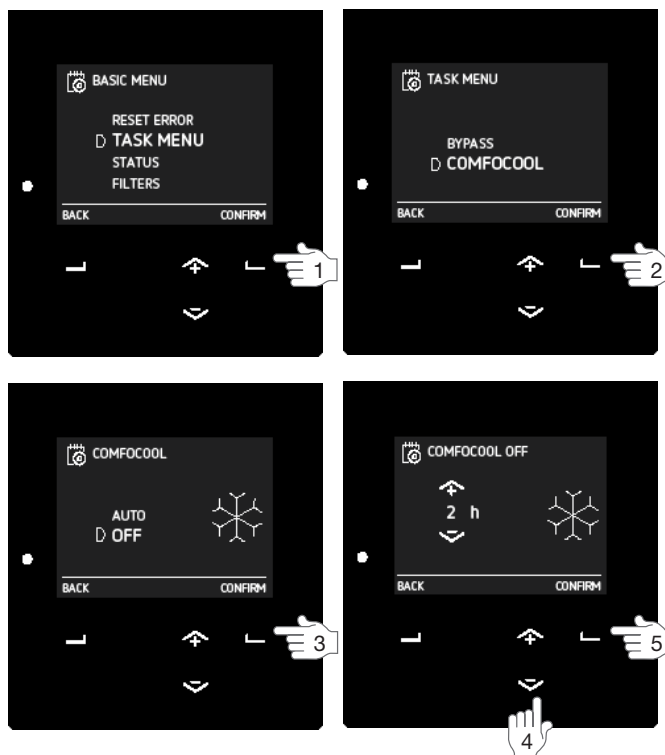 BASIC MENU
RESET ERROR
TASK MENU
STATUS
FILTERS
BACK CONFIRM
1
TASK MENU
BYPASS
COMFOCOOL
BACK CONFIRM
2
COMFOCOOL
AUTO
OFF
BACK CONFIRM
3
COMFOCOOL OFF
2 h
BACK CONFIRM
5
4